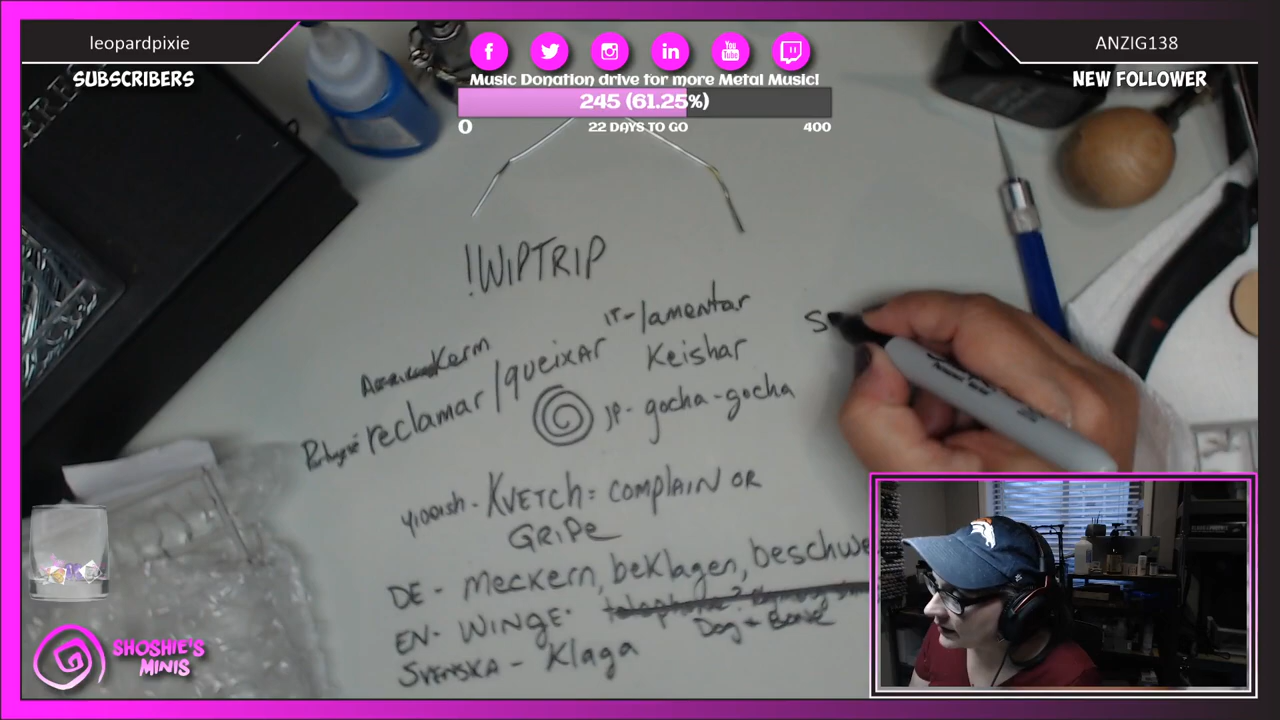 leopardpixie
SUBSCRIBERS
ANZIG138
NEW FOLLOWER
Music Donation drive for more Metal Music!
245 (61.25%)
0
22 DAYS TO GO
400
!WIPTRIP
IT-lamentar
Kerm
Keishar
reclamar/queixar
JP- gocha-gocha
YIDDISH- KVETCH= COMPLAIN OR
GRIPE
DE- meckern, beklagen, beschwe
EN- WINGE-
SVENSKA- Klaga
SHOSHIE'S
MINIS